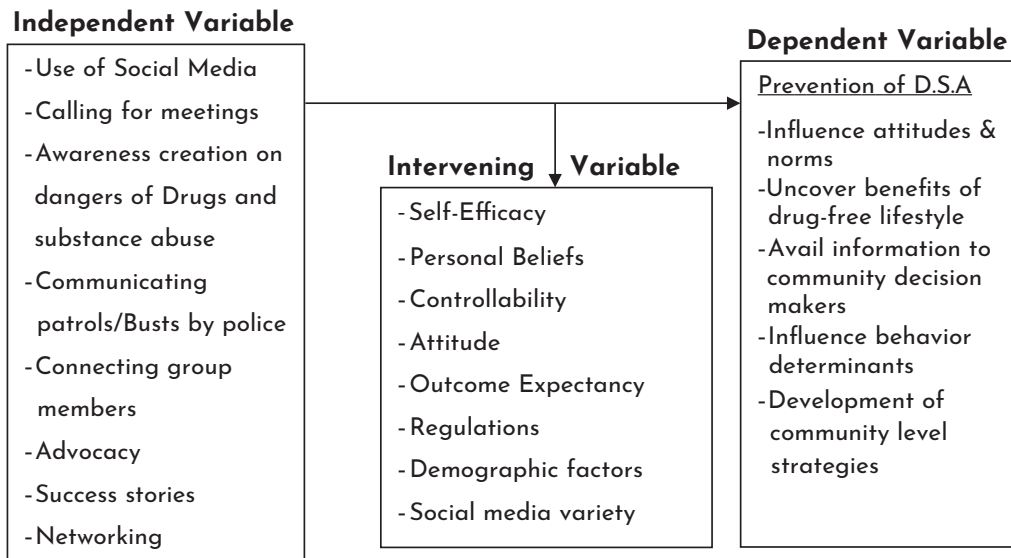 Independent Variable
-Use of Social Media
-Calling for meetings
-Awareness creation on
dangers of Drugs and
substance abuse
-Communicating
patrols/Busts by police
-Connecting group
members
-Advocacy
-Success stories
-Networking
Intervening Variable
-Self-Efficacy
-Personal Beliefs
-Controllability
-Attitude
-Outcome Expectancy
-Regulations
-Demographic factors
-Social media variety
Dependent Variable
Prevention of D.S.A
-Influence attitudes &
norms
-Uncover benefits of
drug-free lifestyle
-Avail information to
community decision
makers
-Influence behavior
determinants
-Development of
community level
strategies